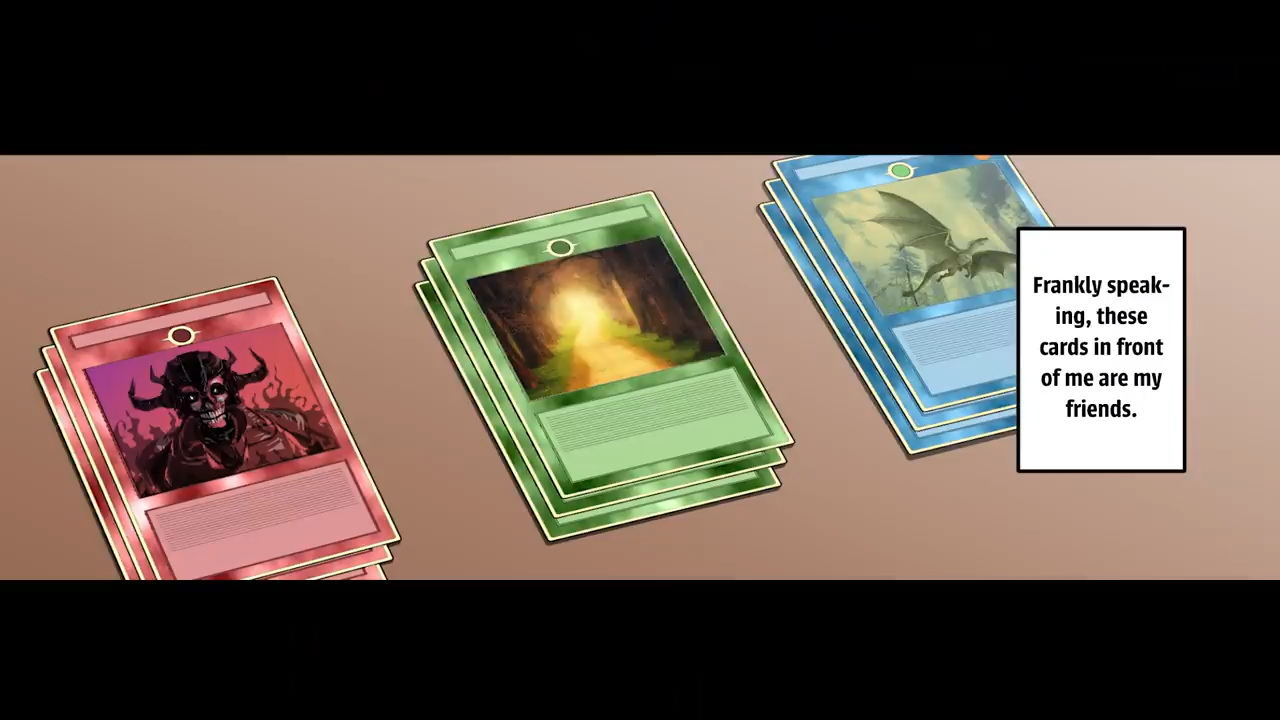 Frankly speak-
ing, these
cards in front
of me are my
friends.